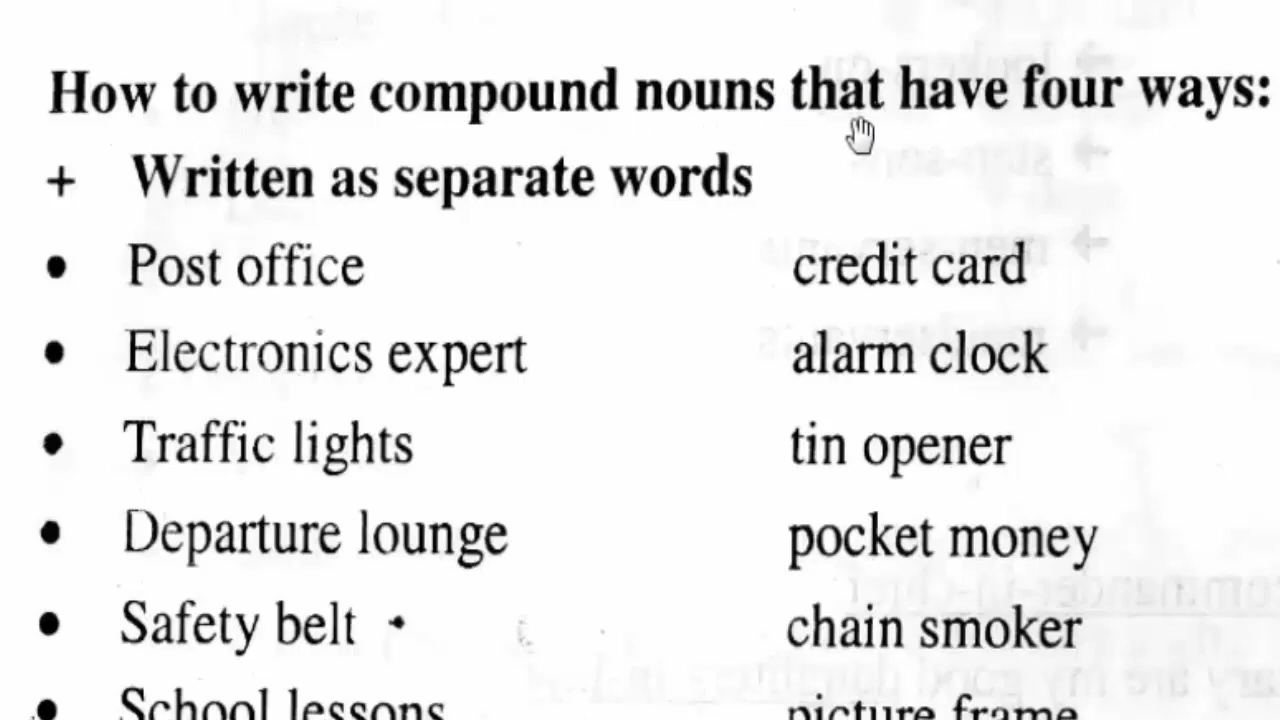 How to write compound nouns that have four ways:
+ Written as separate words
• Post office credit card
• Electronics expert alarm clock
• Traffic lights tin opener
• Departure lounge pocket money
• Safety belt chain smoker
• School lessons picture frame